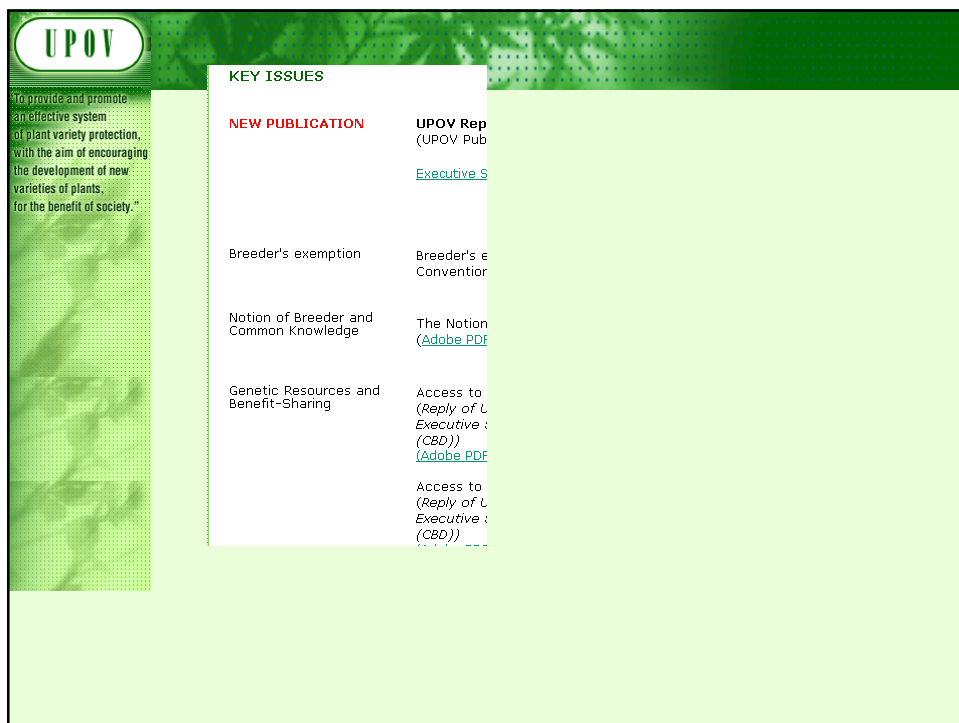 UPOV
"To provide and promote
an effective system
of plant variety protection,
with the aim of encouraging
the development of new
varieties of plants,
for the benefit of society."
KEY ISSUES
NEW PUBLICATION
UPOV Rep
(UPOV Pub
Executive S
Breeder's exemption
Breeder's e
Convention
Notion of Breeder and
Common Knowledge
The Notion
(Adobe PDF
Genetic Resources and
Benefit-Sharing
Access to
(Reply of U
Executive S
(CBD))
(Adobe PDF
Access to
(Reply of U
Executive S
(CBD))